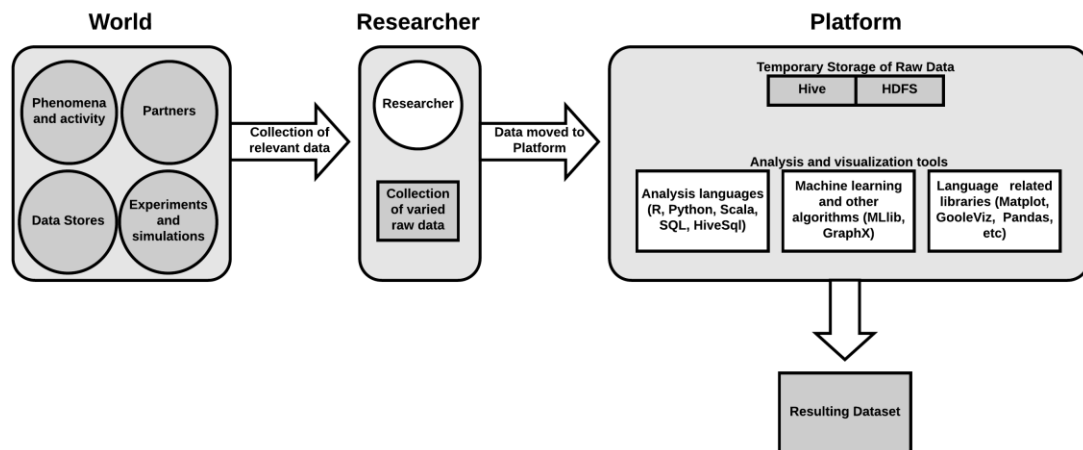 World
Researcher
Platform
Phenomena
and activity
Partners
Data Stores
Experiments
and
simulations
Collection of
relevant data
Researcher
Collection
of varied
raw data
Data moved to
Platform
Temporary Storage of Raw Data
Hive
HDFS
Analysis and visualization tools
Analysis languages
(R, Python, Scala,
SQL, HiveSql)
Machine learning
and other
algorithms (MLlib,
GraphX)
Language related
libraries (Matplot,
GooleViz, Pandas,
etc)
Resulting Dataset